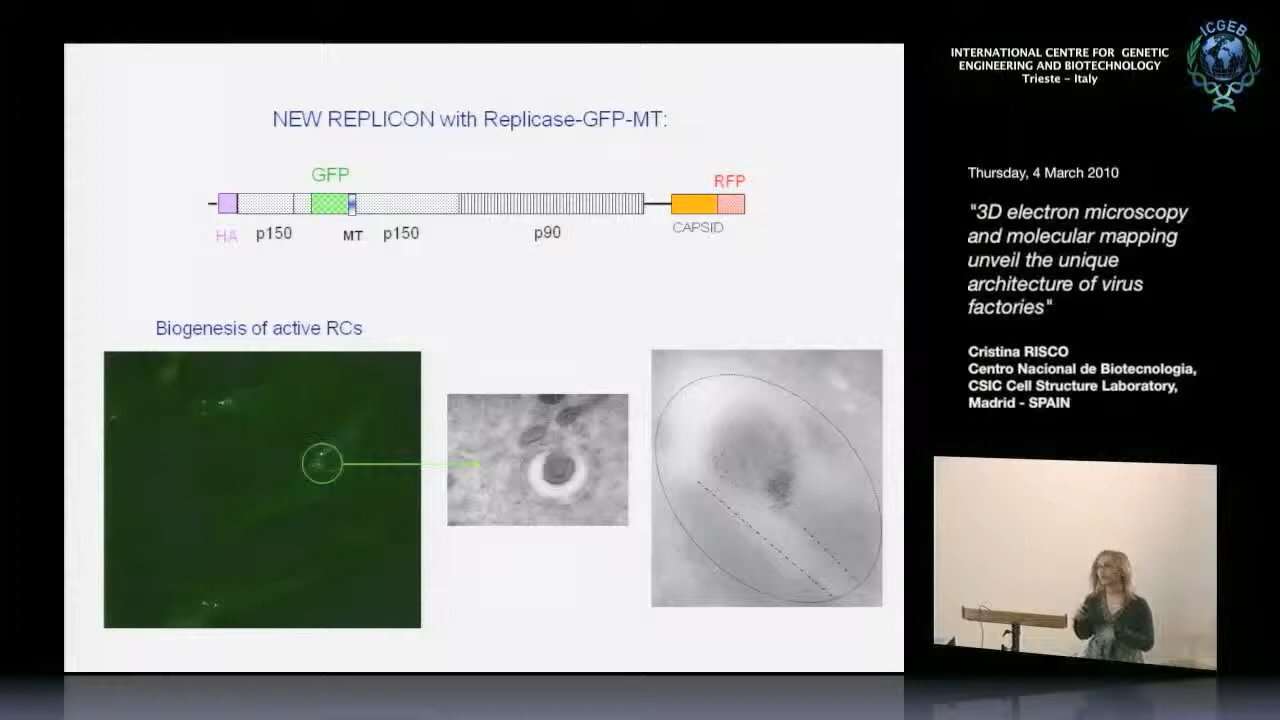 NEW REPLICON with Replicase-GFP-MT:
GFP
RFP
HA
p150
MT
p150
p90
CAPSID
Biogenesis of active RCs
ICGEB
INTERNATIONAL CENTRE FOR GENETIC
ENGINEERING AND BIOTECHNOLOGY
Trieste - Italy
Thursday, 4 March 2010
"3D electron microscopy
and molecular mapping
unveil the unique
architecture of virus
factories"
Cristina RISCO
Centro Nacional de Biotecnologia,
CSIC Cell Structure Laboratory,
Madrid - SPAIN